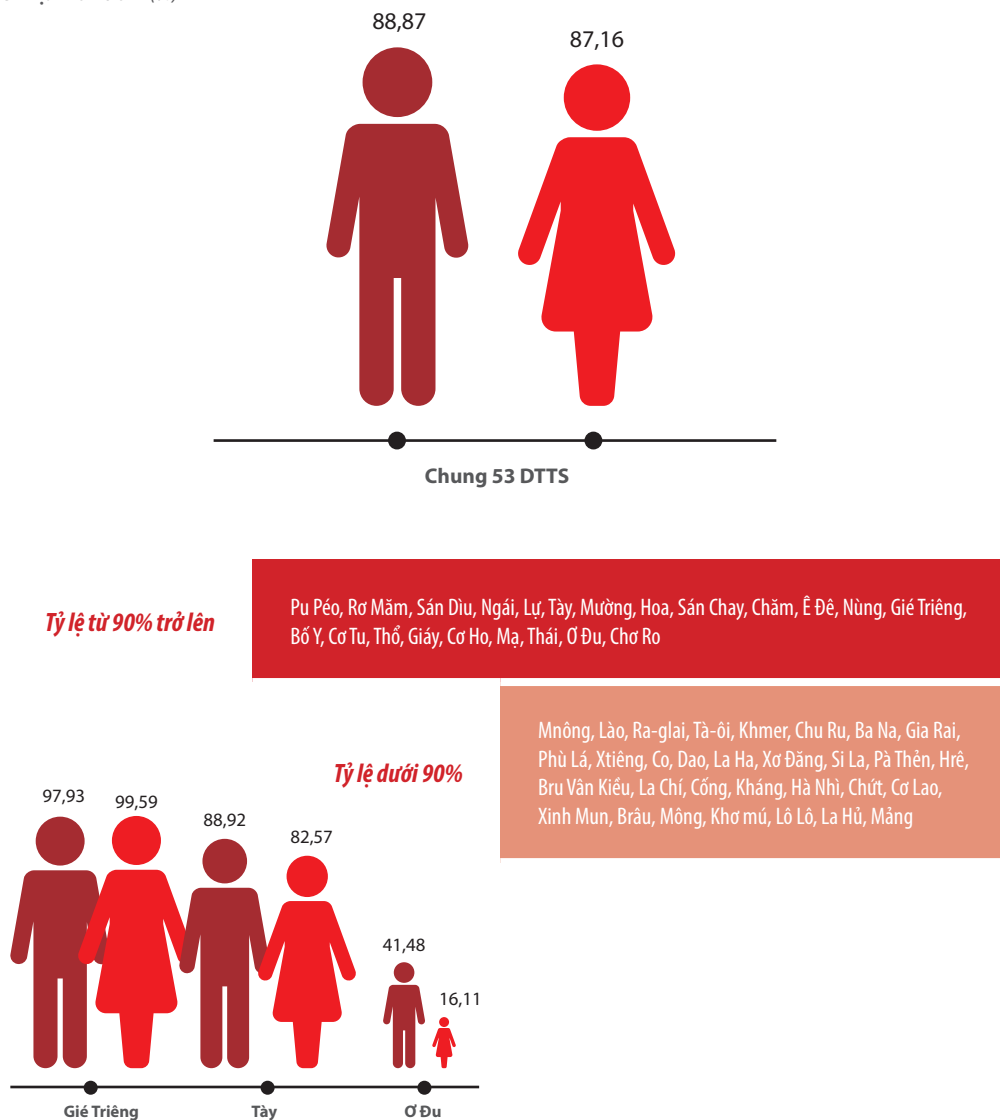 88,87
87,16
Chung 53 DTTS
Tỷ lệ từ 90% trở lên
Pu Péo, Rơ Măm, Sán Dìu, Ngái, Lự, Tày, Mường, Hoa, Sán Chay, Chăm, Ê Đê, Nùng, Gié Triêng,
Bố Y, Cơ Tu, Thổ, Giáy, Cơ Ho, Mạ, Thái, Ơ Đu, Chơ Ro
Tỷ lệ dưới 90%
Mnông, Lào, Ra-glai, Tà-ôi, Khmer, Chu Ru, Ba Na, Gia Rai,
Phù Lá, Xtiêng, Co, Dao, La Ha, Xơ Đăng, Si La, Pà Thẻn, Hrê,
Bru Vân Kiều, La Chí, Cống, Kháng, Hà Nhì, Chứt, Cơ Lao,
Xinh Mun, Brâu, Mông, Khơ mú, Lô Lô, La Hủ, Mảng
97,93
99,59
88,92
82,57
41,48
16,11
Gié Triêng
Tày
Ơ Đu